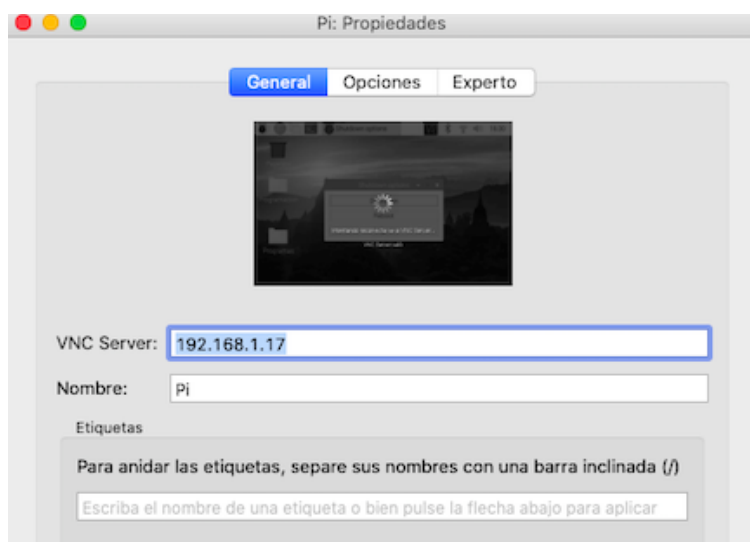 Pi: Propiedades
General Opciones Experto
VNC Server: 192.168.1.17
Nombre: Pi
Etiquetas
Para anidar las etiquetas, separe sus nombres con una barra inclinada (/)
Escriba el nombre de una etiqueta o bien pulse la flecha abajo para aplicar